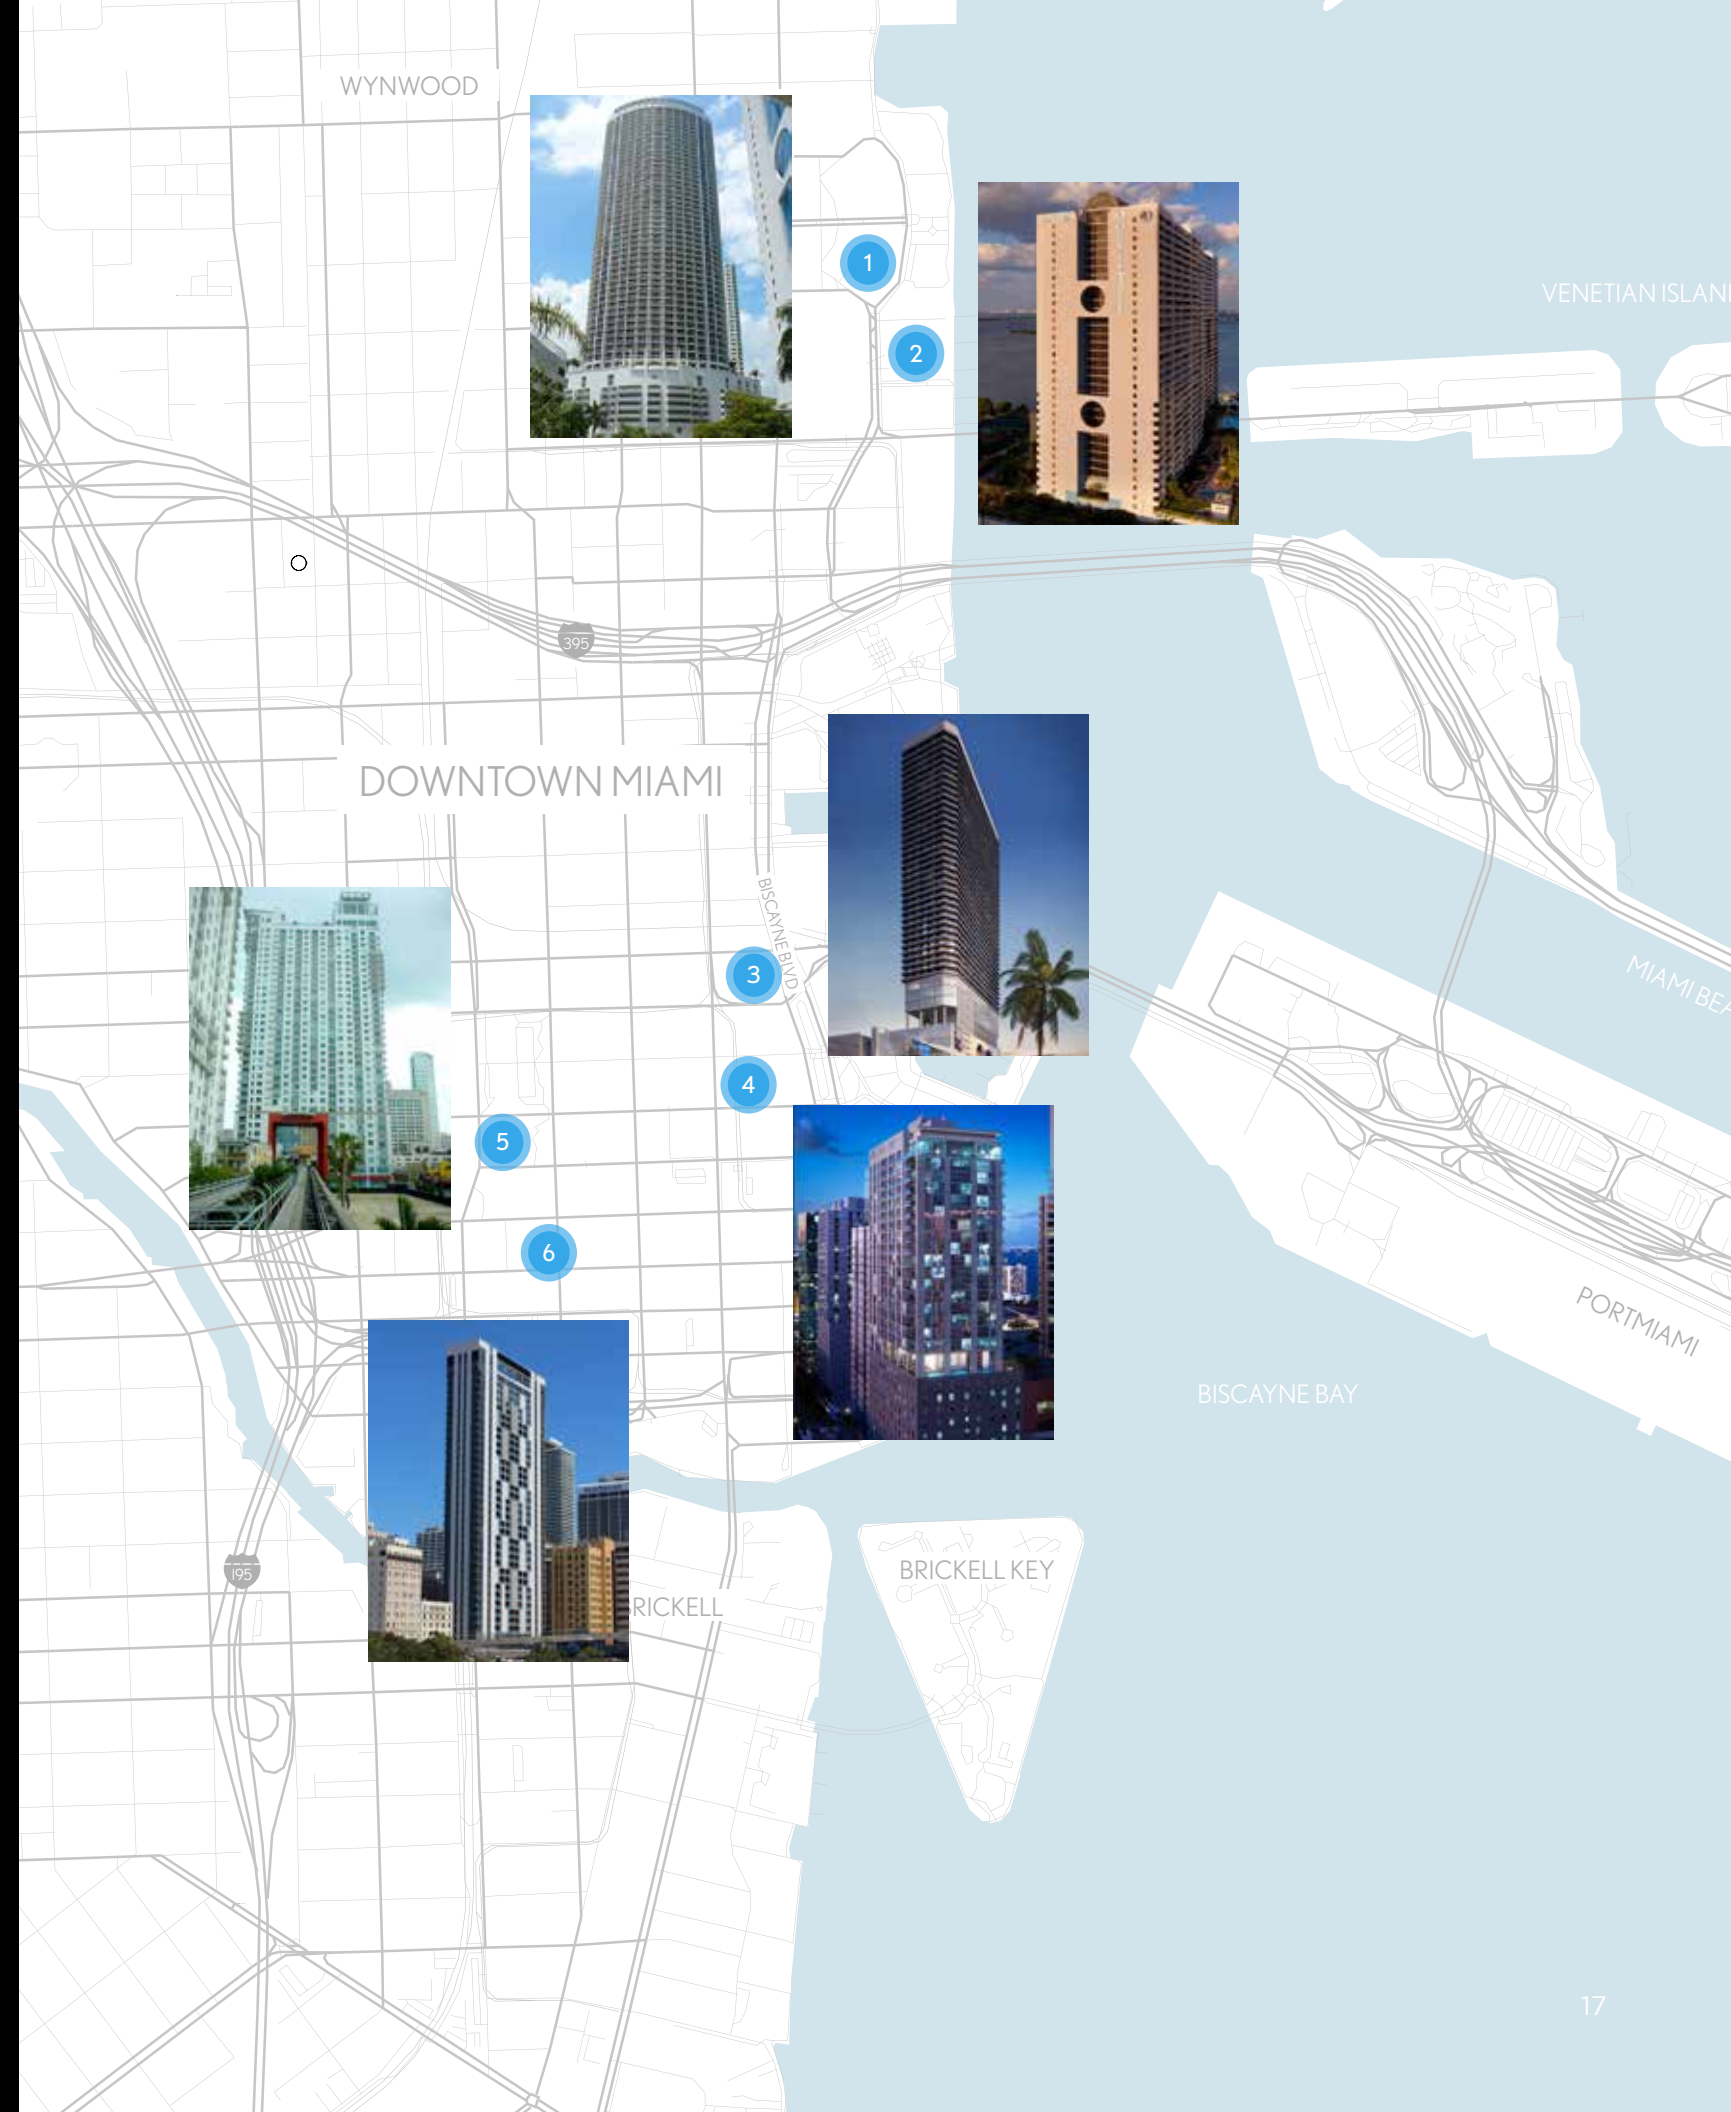 WYNWOOD
1
VENETIAN ISLAN
2
395
DOWNTOWN MIAMI
BISCAYNE BLVD
3
MIAMI BEA
4
5
6
PORTMIAMI
BISCAYNE BAY
BRICKELL KEY
195
RICKELL
17